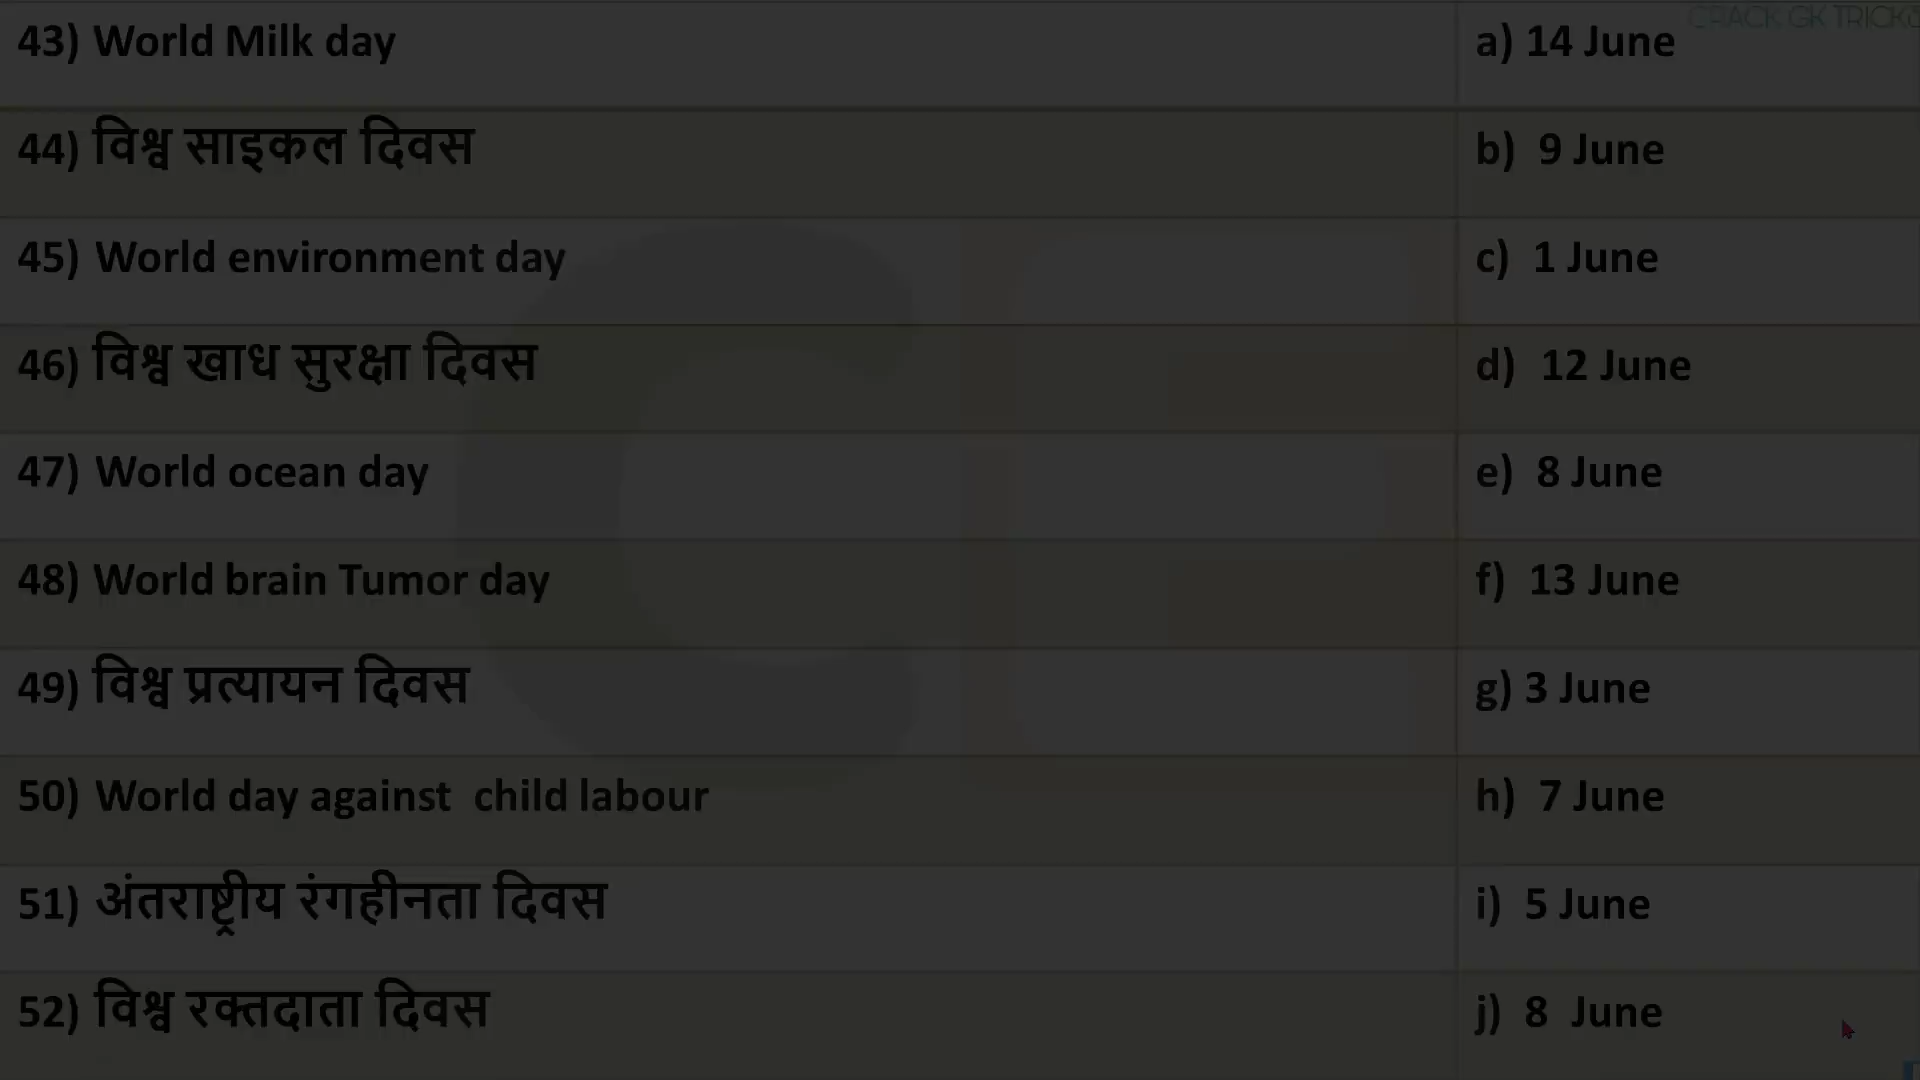 CRACK GK TRICKS
43) World Milk day a) 14 June
44) विश्व साइकल दिवस b) 9 June
45) World environment day c) 1 June
46) विश्व खाध सुरक्षा दिवस d) 12 June
47) World ocean day e) 8 June
48) World brain Tumor day f) 13 June
49) विश्व प्रत्यायन दिवस g) 3 June
50) World day against child labour h) 7 June
51) अंतराष्ट्रीय रंगहीनता दिवस i) 5 June
52) विश्व रक्तदाता दिवस j) 8 June